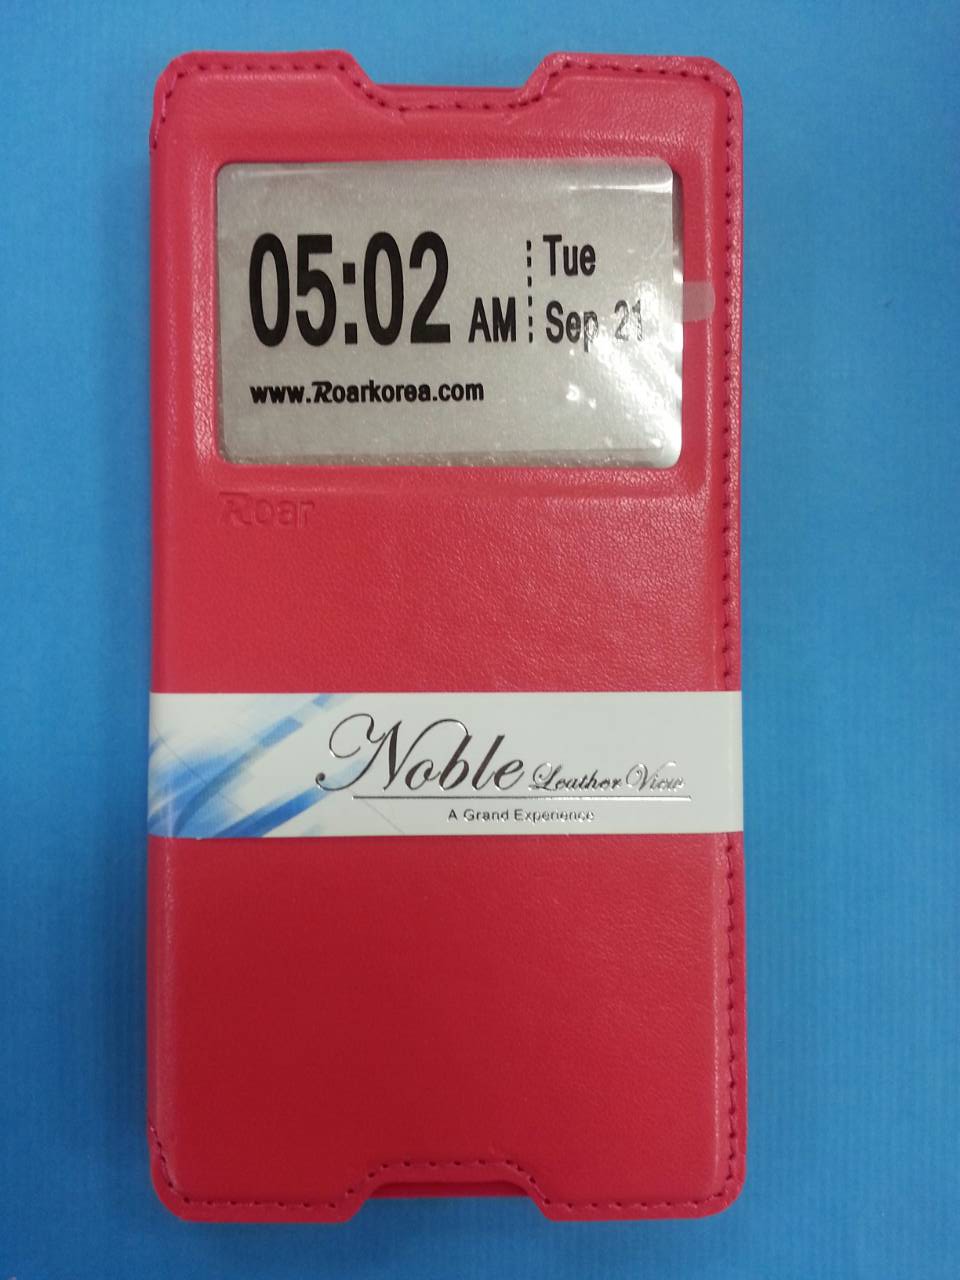 05:02 AM
Tue
Sep 21
www.Roarkorea.com
Roar
Noble Leather View
A Grand Experience